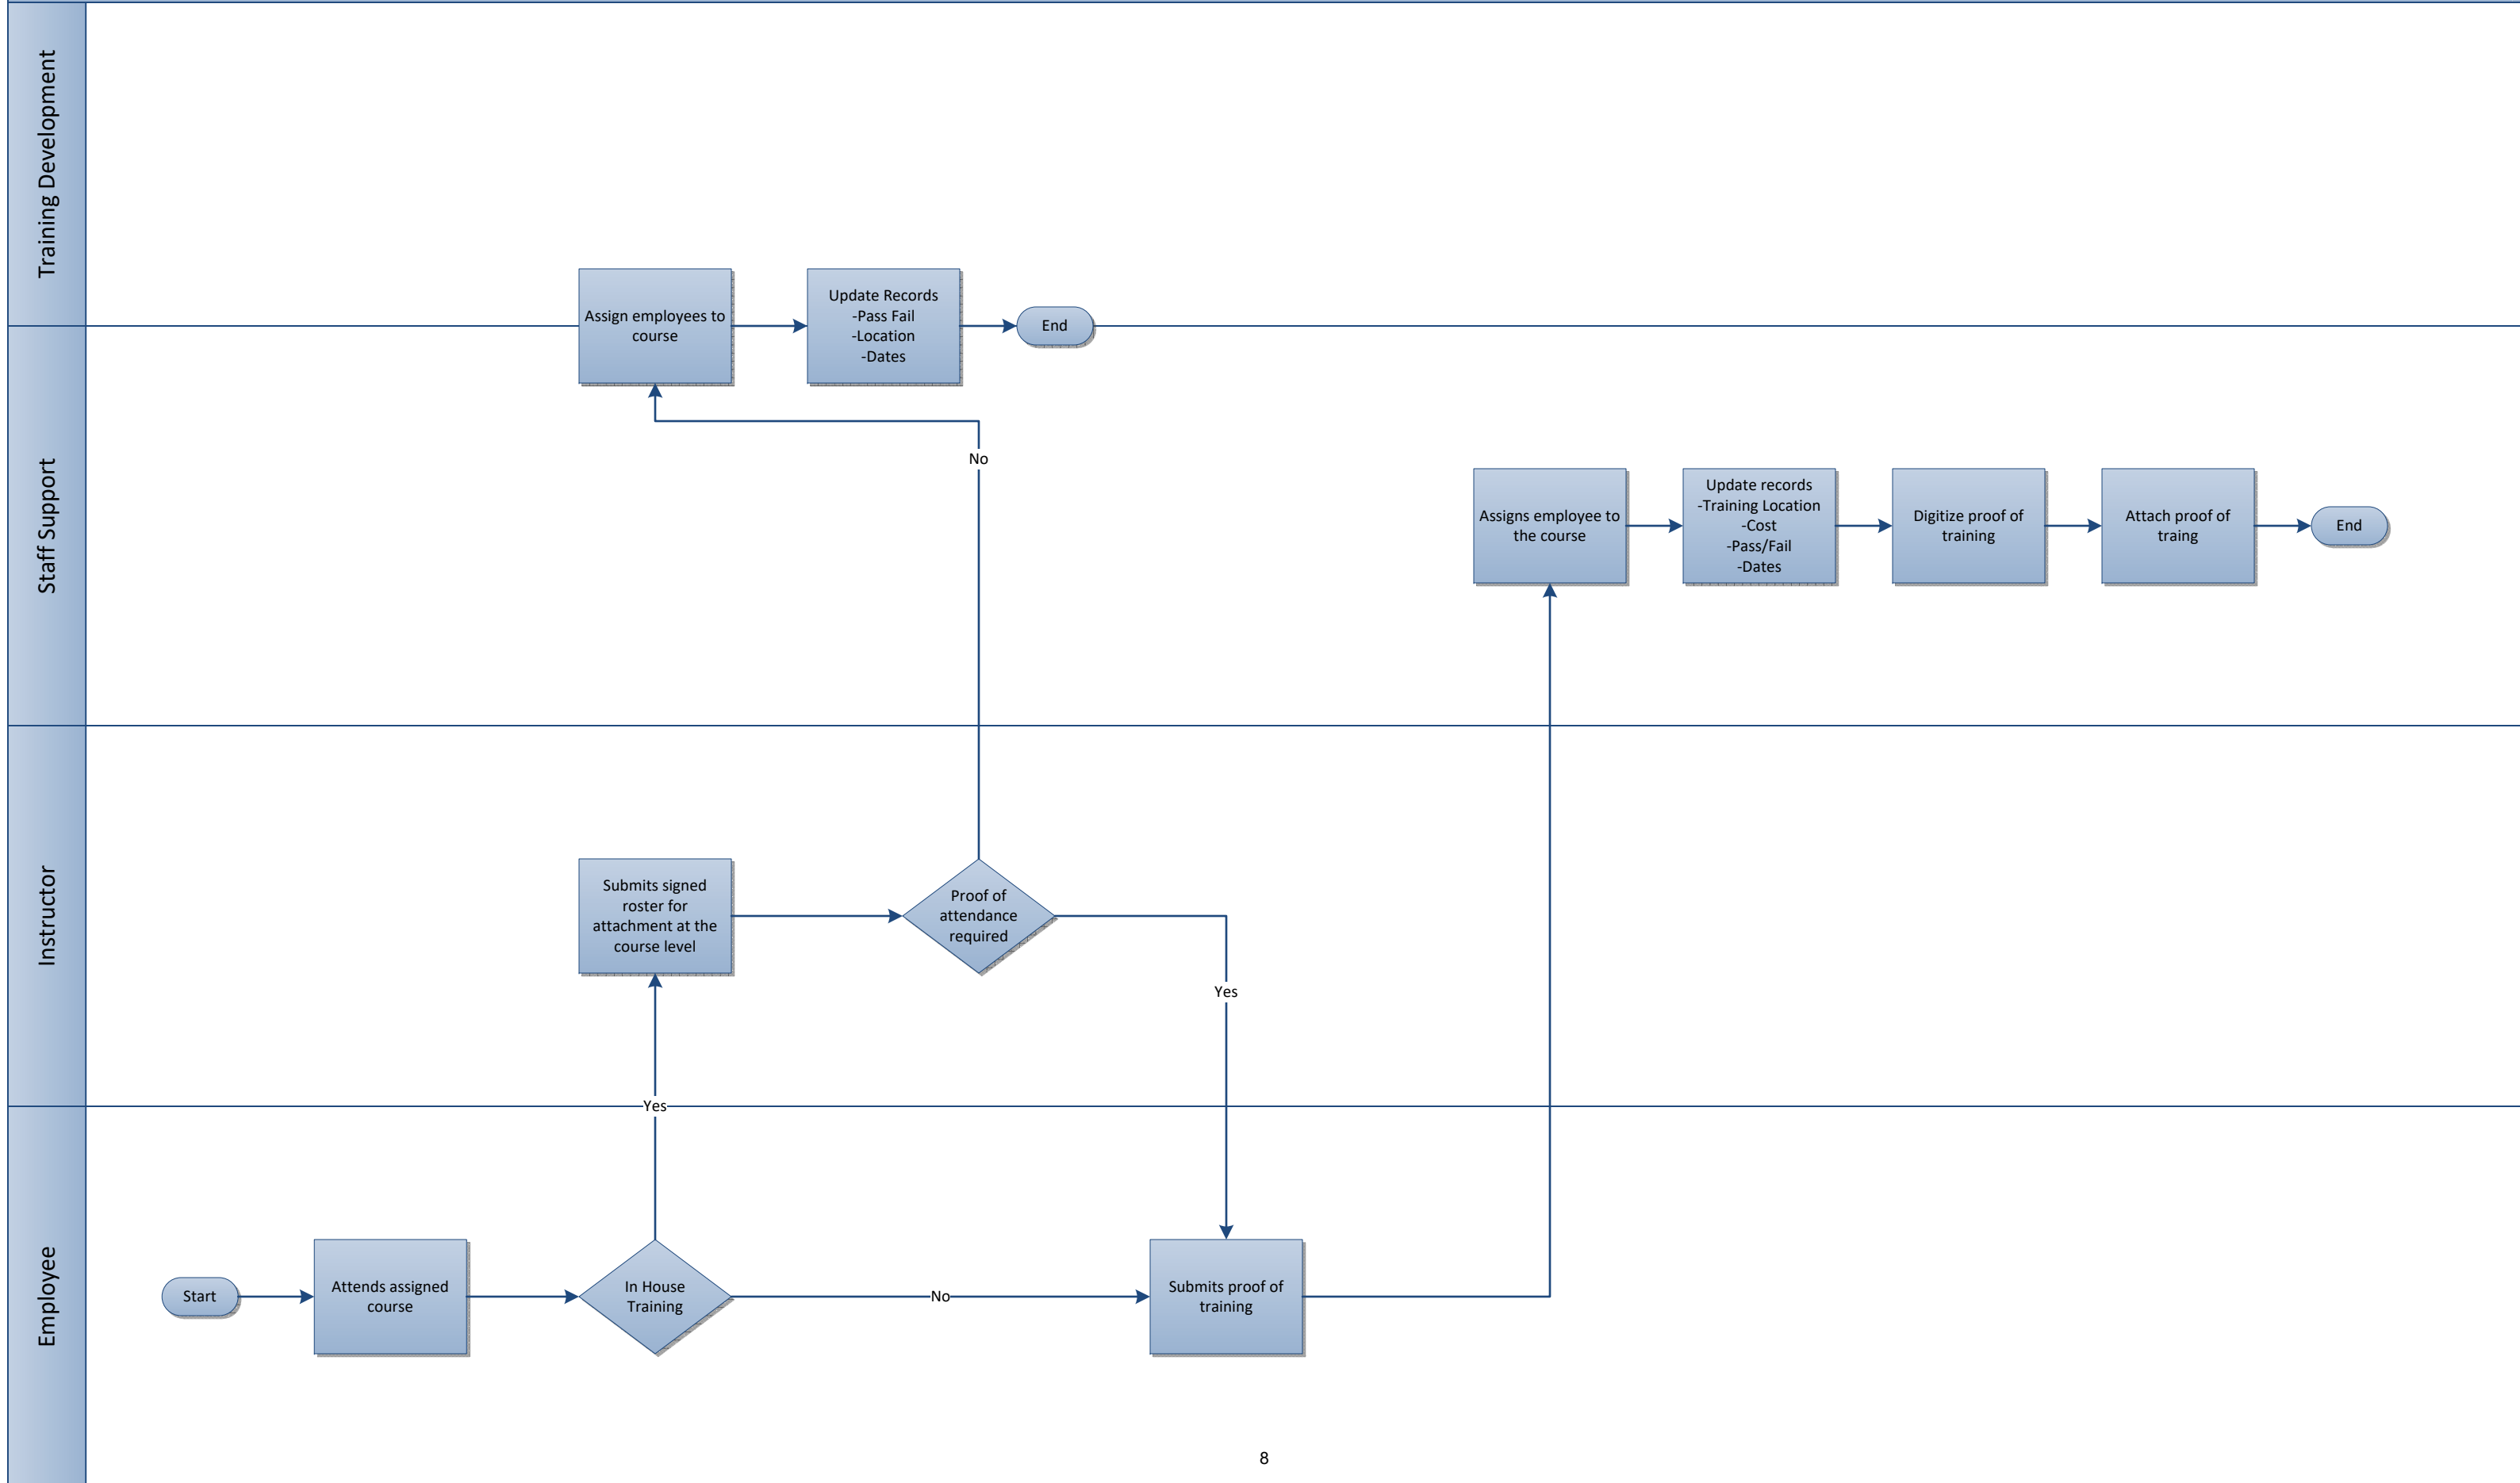 Training Development
Assign employees to
course
Update Records
-Pass Fail
-Location
-Dates
End
Staff Support
No
Assigns employee to
the course
Update records
-Training Location
-Cost
-Pass/Fail
-Dates
Digitize proof of
training
Attach proof of
traing
End
Instructor
Submits signed
roster for
attachment at the
course level
Proof of
attendance
required
Yes
Yes
Employee
Start
Attends assigned
course
In House
Training
No
Submits proof of
training
8